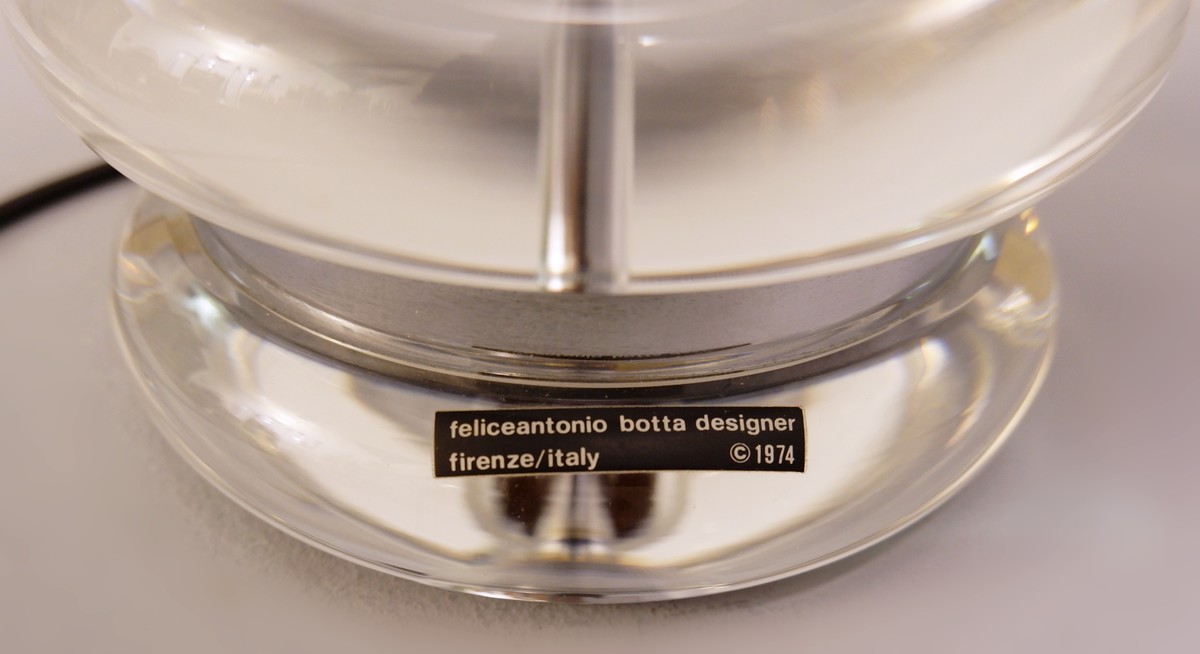 feliceantonio botta designer
firenze/italy ©1974